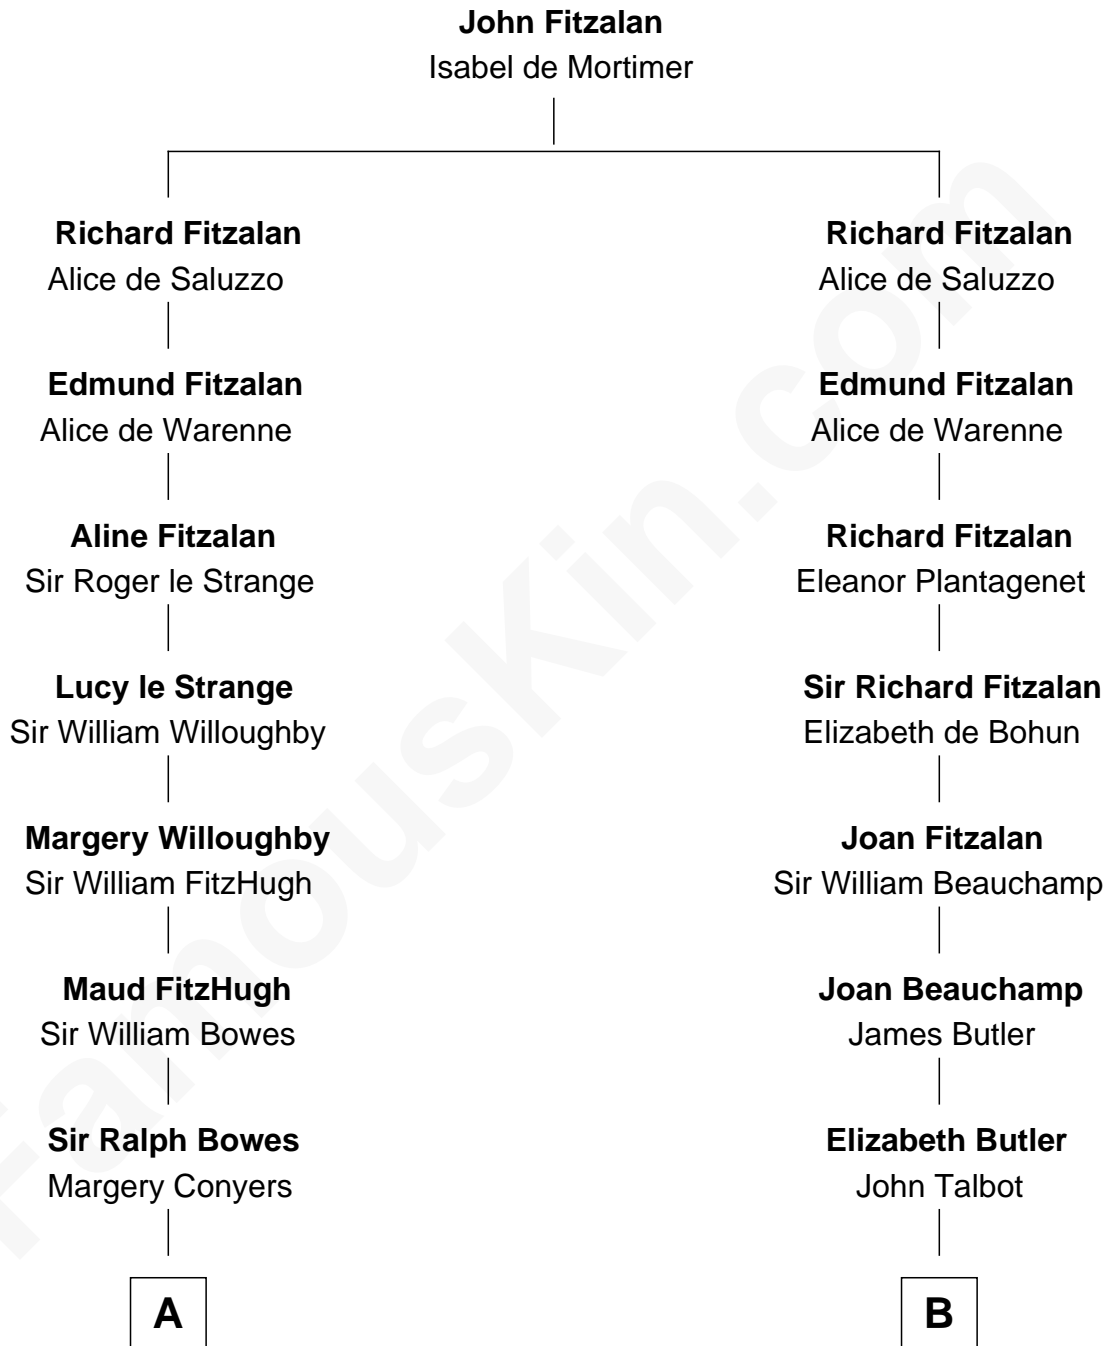 John Fitzalan
Isabel de Mortimer
Richard Fitzalan
Alice de Saluzzo
Richard Fitzalan
Alice de Saluzzo
Edmund Fitzalan
Alice de Warenne
Edmund Fitzalan
Alice de Warenne
Aline Fitzalan
Sir Roger le Strange
Richard Fitzalan
Eleanor Plantagenet
Lucy le Strange
Sir William Willoughby
Sir Richard Fitzalan
Elizabeth de Bohun
Margery Willoughby
Sir William FitzHugh
Joan Fitzalan
Sir William Beauchamp
Maud FitzHugh
Sir William Bowes
Joan Beauchamp
James Butler
Sir Ralph Bowes
Margery Conyers
Elizabeth Butler
John Talbot
A
B
FamousKin.com